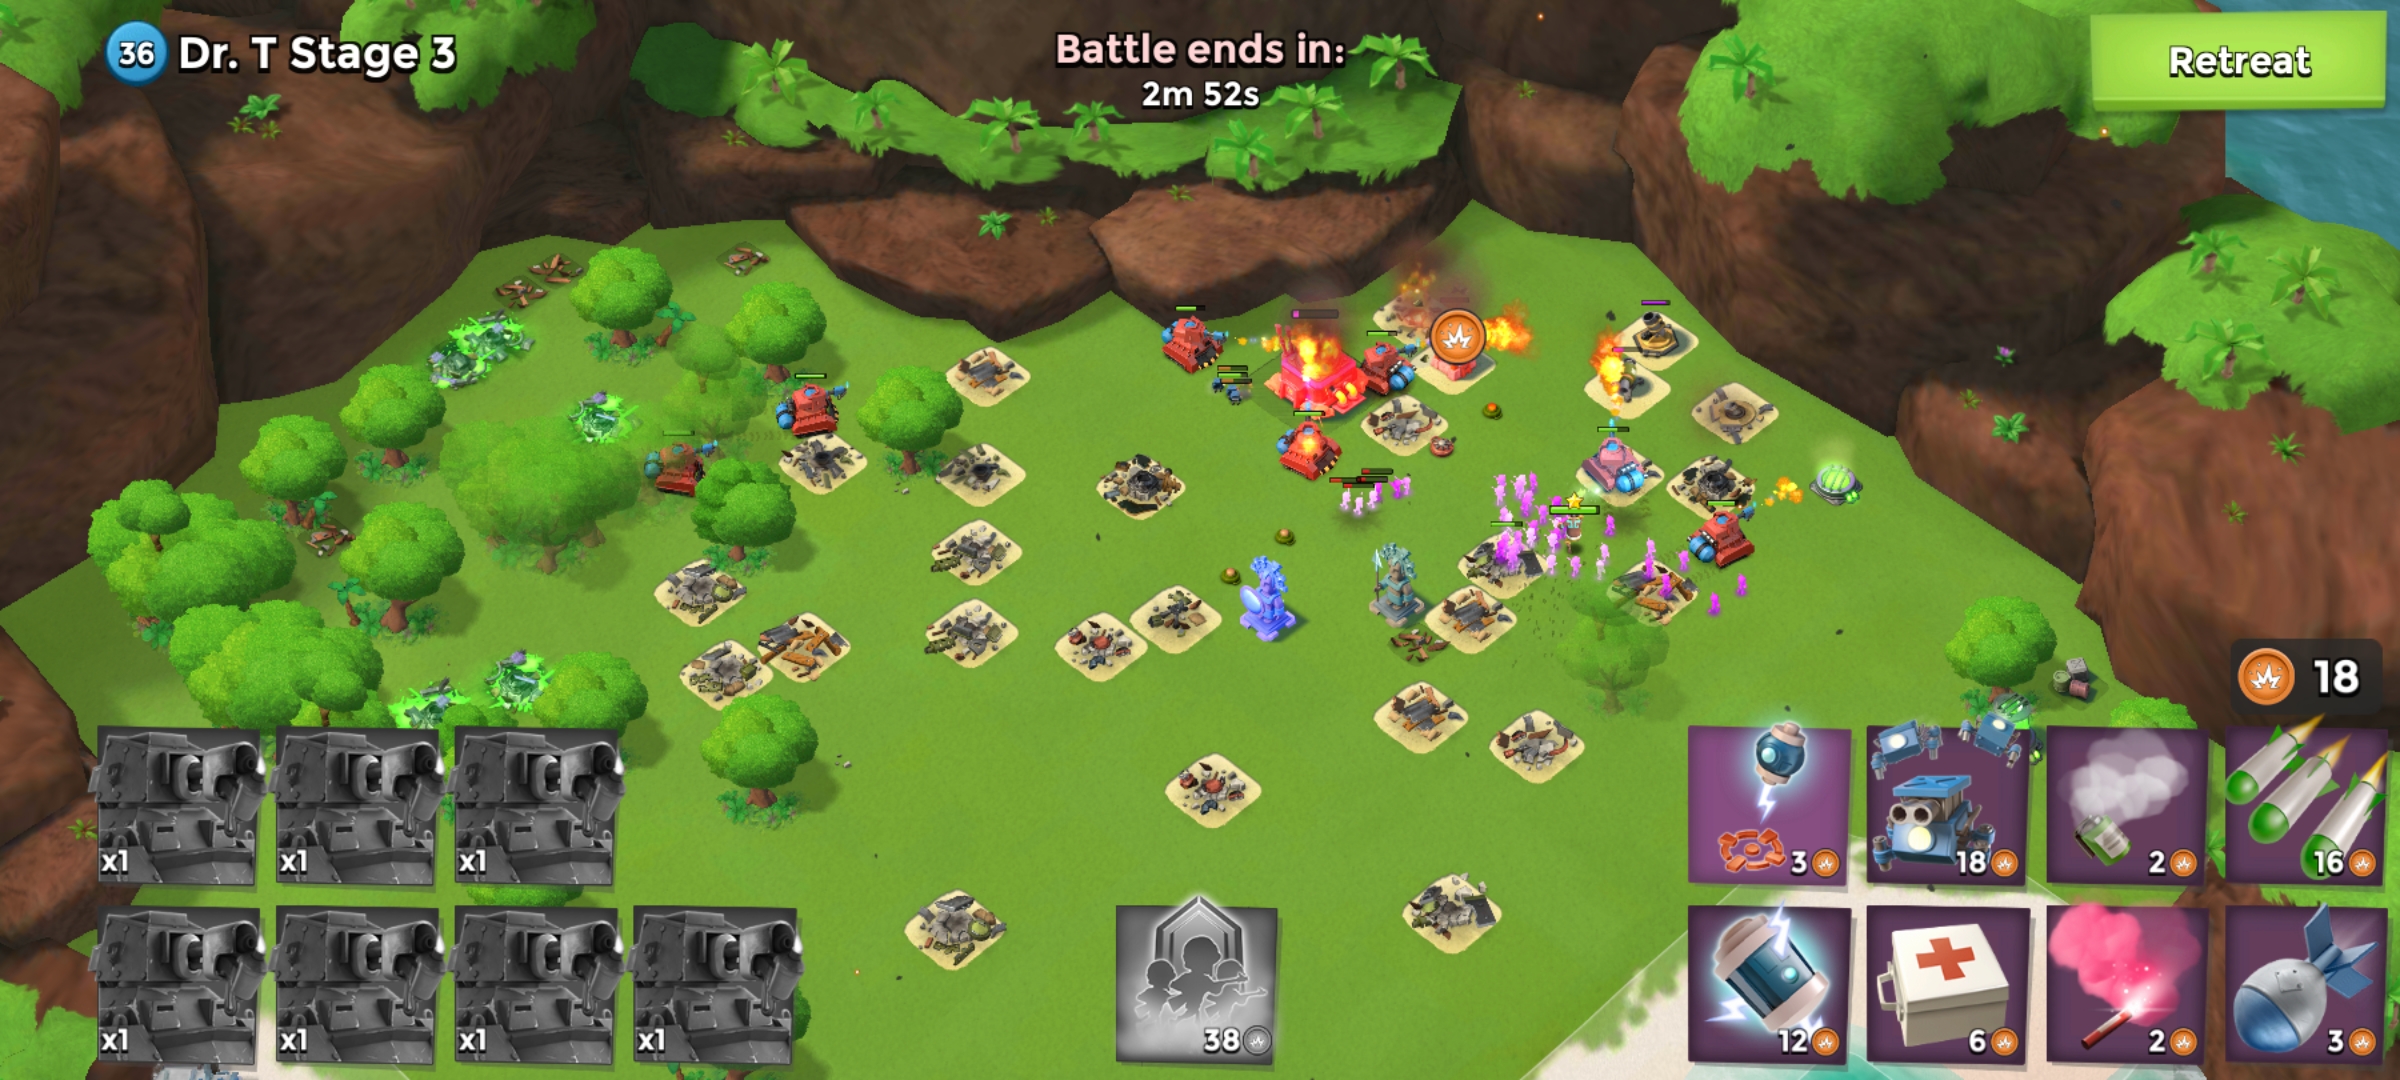 36 Dr. T Stage 3
Battle ends in:
2m 52s
Retreat
18
x1 x1 x1
3 18 2 16
x1 x1 x1 x1
38
12 6 2 3